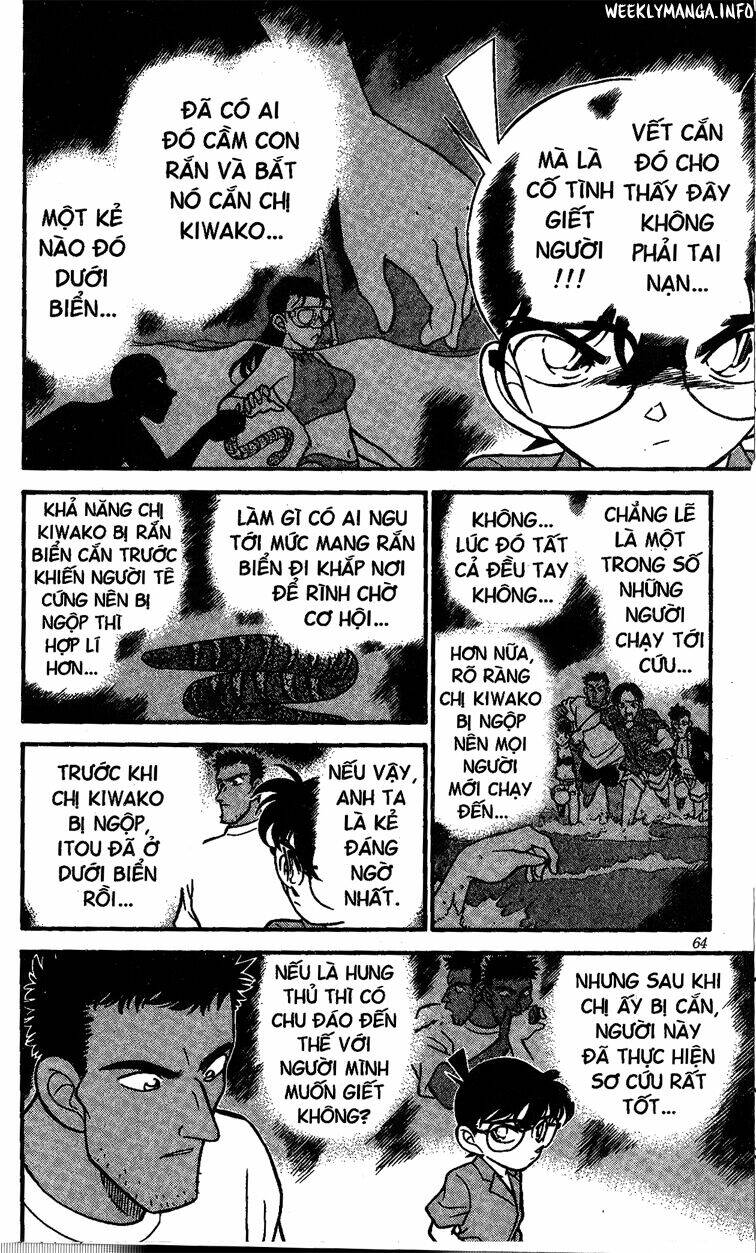 WEEKLYMANGA.INFO
VẾT CẮN
ĐÓ CHO
THẤY ĐÂY
KHÔNG
PHẢI TAI
NẠN...
MÀ LÀ
CỐ TÌNH
GIẾT
NGƯỜI
!!!
ĐÃ CÓ AI
ĐÓ CẦM CON
RẮN VÀ BẮT
NÓ CẮN CHỊ
KIWAKO...
MỘT KẺ
NÀO ĐÓ
DƯỚI
BIỂN...
CHẲNG LẼ
LÀ MỘT
TRONG SỐ
NHỮNG
NGƯỜI
CHẠY TỚI
CỨU...
KHÔNG...
LÚC ĐÓ TẤT
CẢ ĐỀU TAY
KHÔNG...
HƠN NỮA,
RÕ RÀNG
CHỊ KIWAKO
BỊ NGỘP
NÊN MỌI
NGƯỜI
MỚI CHẠY
ĐẾN...
LÀM GÌ CÓ AI NGU
TỚI MỨC MANG RẮN
BIỂN ĐI KHẮP NƠI
ĐỂ RÌNH CHỜ
CƠ HỘI...
KHẢ NĂNG CHỊ
KIWAKO BỊ RẮN
BIỂN CẮN TRƯỚC
KHIẾN NGƯỜI TÊ
CỨNG NÊN BỊ
NGỘP THÌ
HỢP LÍ
HƠN...
NẾU VẬY,
ANH TA
LÀ KẺ
ĐÁNG
NGỜ
NHẤT.
TRƯỚC KHI
CHỊ KIWAKO
BỊ NGỘP,
ITOU ĐÃ Ở
DƯỚI BIỂN
RỒI...
64
NHƯNG SAU KHI
CHỊ ẤY BỊ CẮN,
NGƯỜI NÀY
ĐÃ THỰC HIỆN
SƠ CỨU RẤT
TỐT...
NẾU LÀ HUNG
THỦ THÌ CÓ
CHU ĐÁO ĐẾN
THẾ VỚI
NGƯỜI MÌNH
MUỐN GIẾT
KHÔNG?